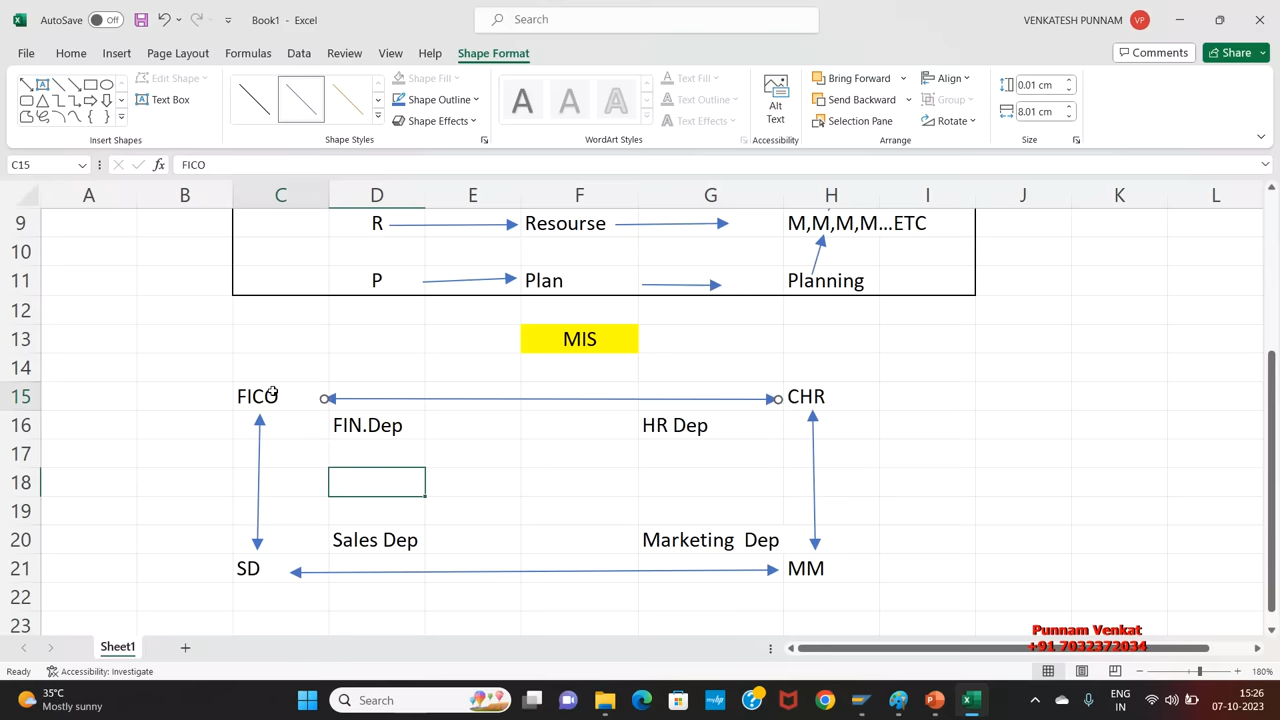 AutoSave Off Book1 - Excel Search VENKATESH PUNNAM VP
File Home Insert Page Layout Formulas Data Review View Help Shape Format Comments Share
Edit Shape
Text Box
Insert Shapes
Shape Fill
Shape Outline
Shape Effects
Shape Styles
A A A
Text Fill
Text Outline
Text Effects
WordArt Styles
Alt
Text
Accessibility
Bring Forward Align
Send Backward Group
Selection Pane Rotate
Arrange
0.01 cm
8.01 cm
Size
C15 fx FICO
A B C D E F G H I J K L
9 R Resourse M,M,M,M...ETC
10
11 P Plan Planning
12
13 MIS
14
15 FICO CHR
16 FIN.Dep HR Dep
17
18
19
20 Sales Dep Marketing Dep
21 SD MM
22
23
Punnam Venkat
+91 7032372034
Sheet1
Ready Accessibility: Investigate 180%
35°C
Mostly sunny
Search
ENG
IN
15:26
07-10-2023